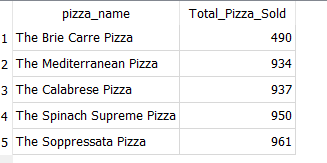 pizza_name Total_Pizza_Sold
1 The Brie Carre Pizza 490
2 The Mediterranean Pizza 934
3 The Calabrese Pizza 937
4 The Spinach Supreme Pizza 950
5 The Soppressata Pizza 961